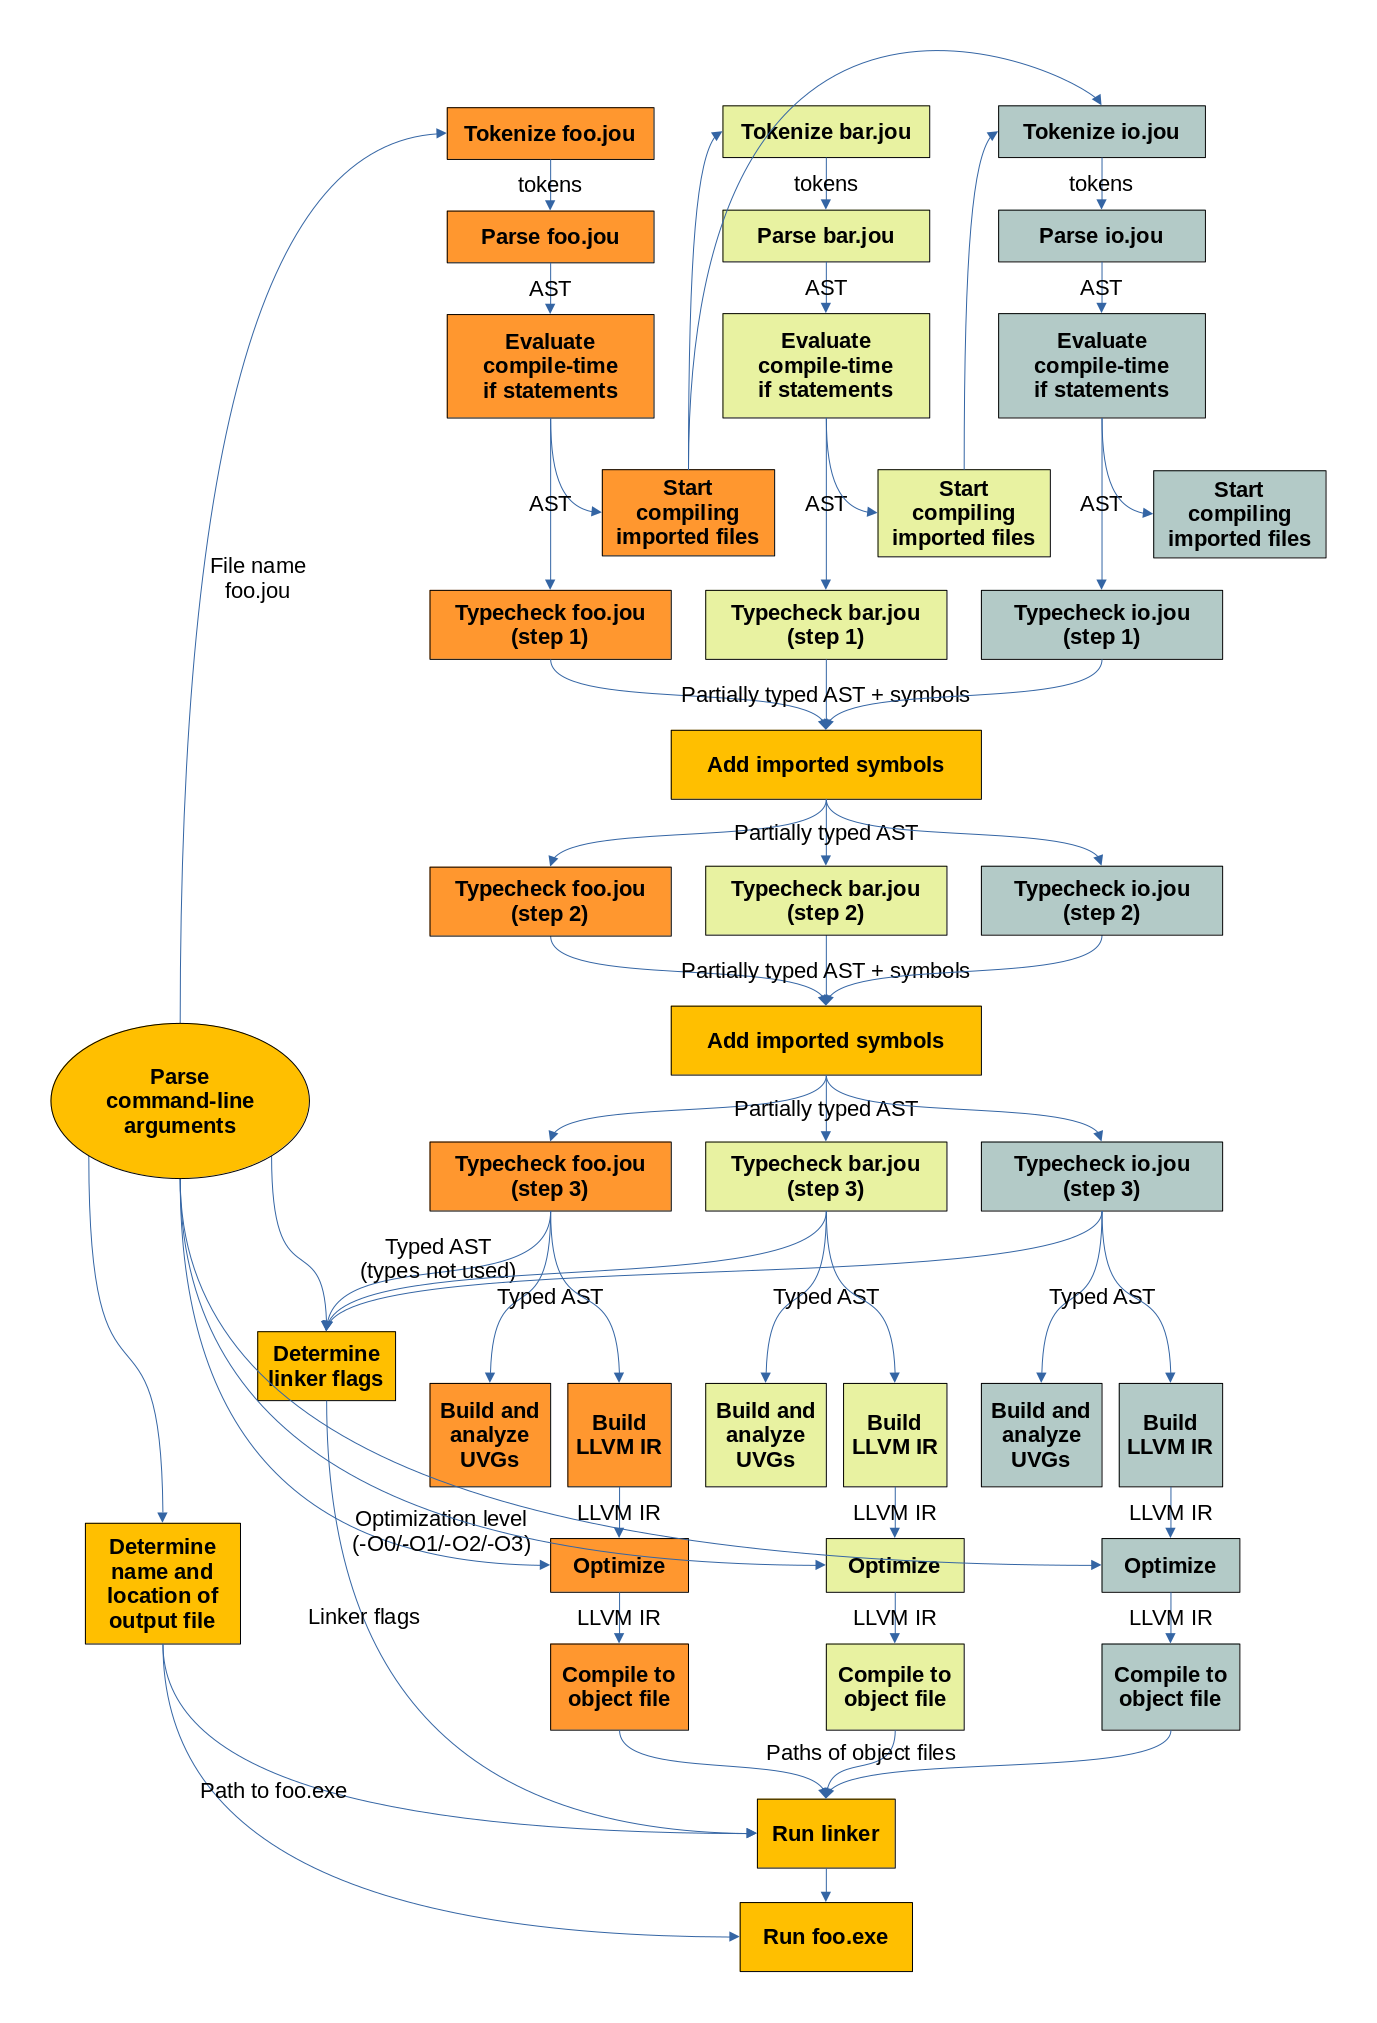 Tokenize foo.jou
Tokenize bar.jou
Tokenize io.jou
tokens
tokens
tokens
Parse foo.jou
Parse bar.jou
Parse io.jou
AST
AST
AST
Evaluate
compile-time
if statements
Evaluate
compile-time
if statements
Evaluate
compile-time
if statements
AST
Start
compiling
imported files
AST
Start
compiling
imported files
AST
Start
compiling
imported files
File name
foo.jou
Typecheck foo.jou
(step 1)
Typecheck bar.jou
(step 1)
Typecheck io.jou
(step 1)
Partially typed AST + symbols
Add imported symbols
Partially typed AST
Typecheck foo.jou
(step 2)
Typecheck bar.jou
(step 2)
Typecheck io.jou
(step 2)
Partially typed AST + symbols
Add imported symbols
Parse
command-line
arguments
Partially typed AST
Typecheck foo.jou
(step 3)
Typecheck bar.jou
(step 3)
Typecheck io.jou
(step 3)
Typed AST
(types not used)
Typed AST
Typed AST
Typed AST
Determine
linker flags
Build and
analyze
UVGs
Build
LLVM IR
Build and
analyze
UVGs
Build
LLVM IR
Build and
analyze
UVGs
Build
LLVM IR
Optimization level
(-O0/-O1/-O2/-O3)
LLVM IR
LLVM IR
LLVM IR
Determine
name and
location of
output file
Optimize
Optimize
Optimize
Linker flags
LLVM IR
LLVM IR
LLVM IR
Compile to
object file
Compile to
object file
Compile to
object file
Paths of object files
Path to foo.exe
Run linker
Run foo.exe